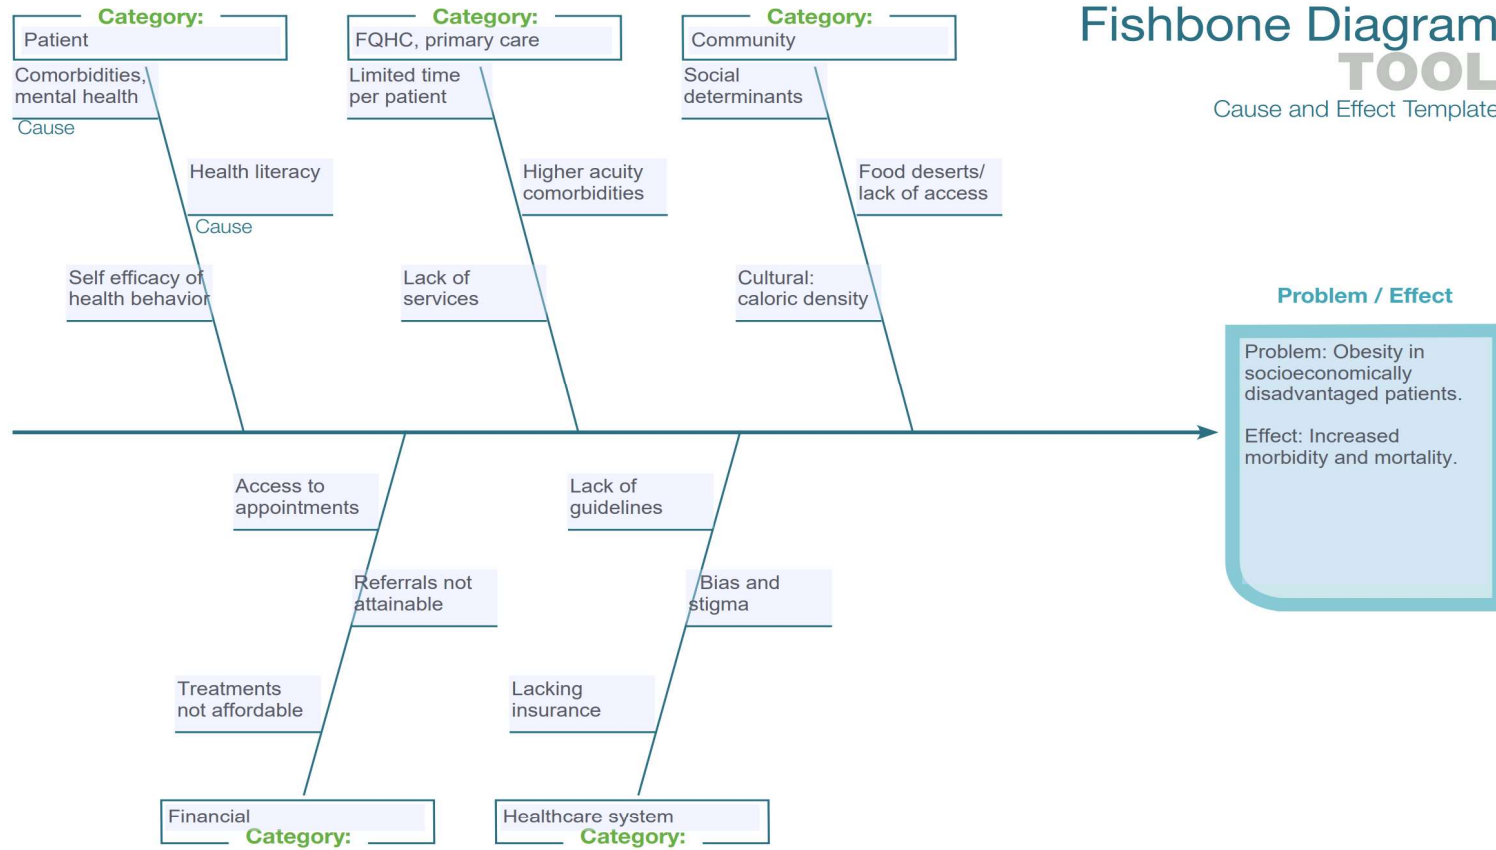 Category:
Patient
Comorbidities,
mental health
Cause
Health literacy
Cause
Self efficacy of
health behavior
Category:
FQHC, primary care
Limited time
per patient
Higher acuity
comorbidities
Lack of
services
Category:
Community
Social
determinants
Food deserts/
lack of access
Cultural:
caloric density
Fishbone Diagram
TOOL
Cause and Effect Template
Problem / Effect
Problem: Obesity in
socioeconomically
disadvantaged patients.
Effect: Increased
morbidity and mortality.
Access to
appointments
Referrals not
attainable
Treatments
not affordable
Financial
Category:
Lack of
guidelines
Bias and
stigma
Lacking
insurance
Healthcare system
Category: